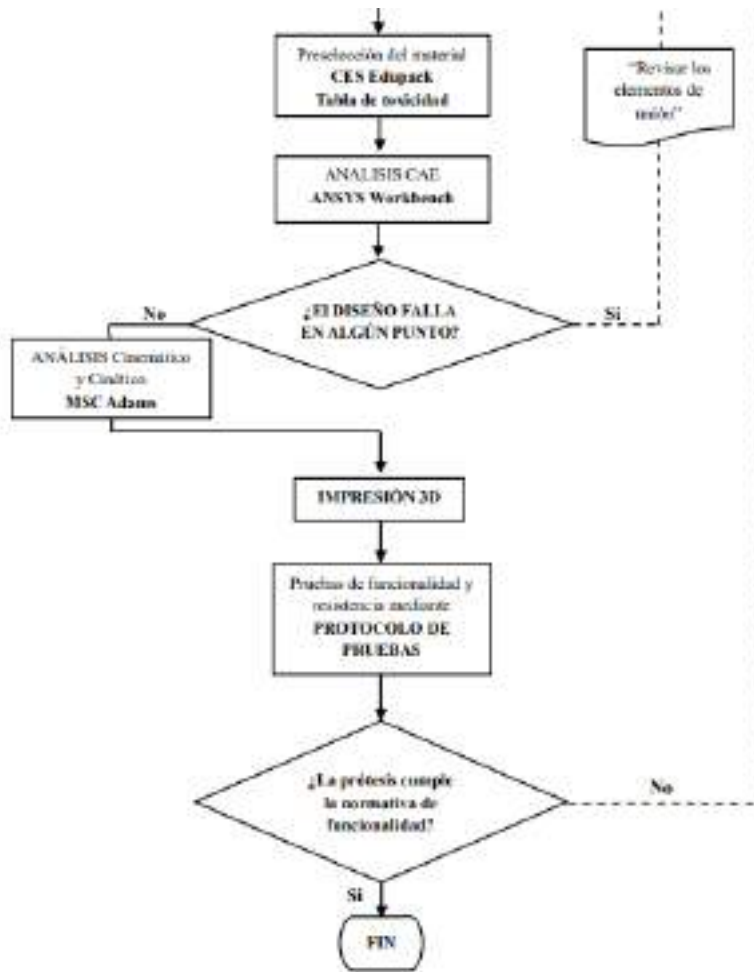 Preselección del material
CES Edupack
Tabla de toxicidad
“Revisar los
elementos de
unión”
ANALISIS CAE
ANSYS Workbench
¿El DISEÑO FALLA
EN ALGÚN PUNTO?
No
Si
ANÁLISIS Cinemático
y Cinético
MSC Adams
IMPRESIÓN 3D
Pruebas de funcionalidad y
resistencia mediante
PROTOCOLO DE
PRUEBAS
¿La prótesis cumple
la normativa de
funcionalidad?
No
Si
FIN